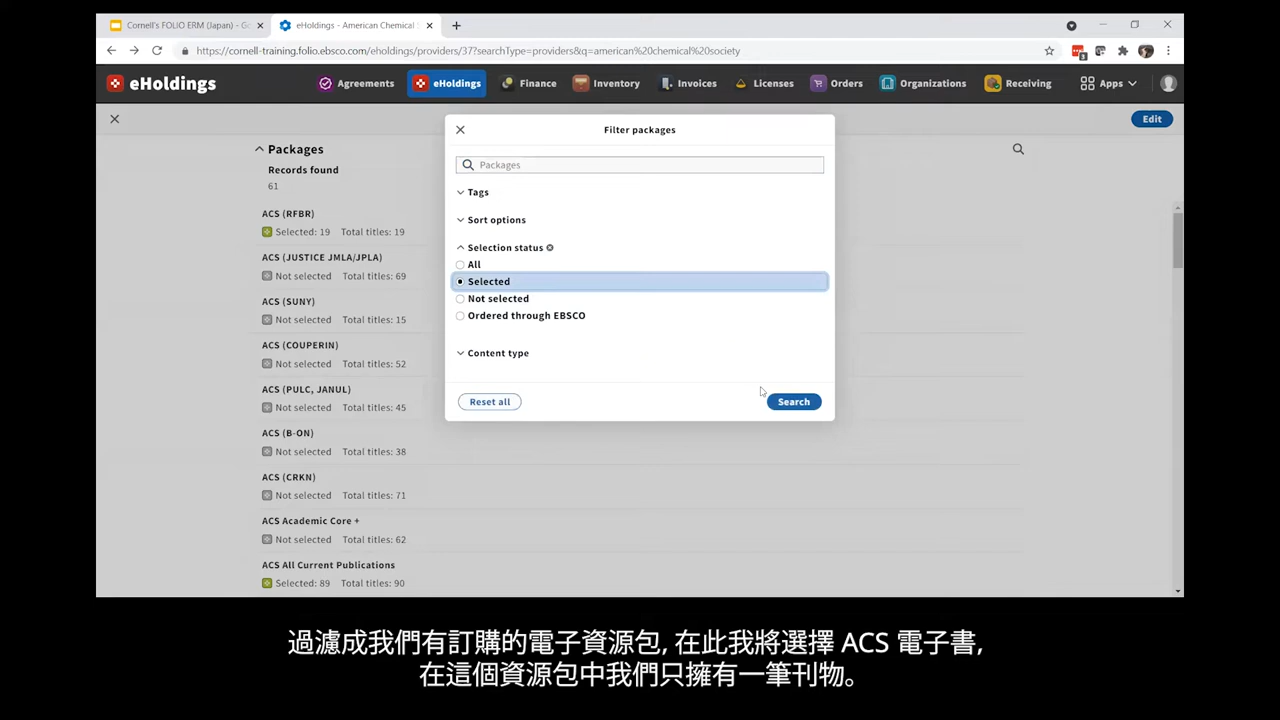 Cornell's FOLIO ERM (Japan) - Go
eHoldings - American Chemical S
https://cornell-training.folio.ebsco.com/eholdings/providers/37?searchType=providers&q=american%20chemical%20society
eHoldings
Agreements
eHoldings
Finance
Inventory
Invoices
Licenses
Orders
Organizations
Receiving
Apps
Edit
Packages
Records found
61
ACS (RFBR)
Selected: 19 Total titles: 19
ACS (JUSTICE JMLA/JPLA)
Not selected Total titles: 69
ACS (SUNY)
Not selected Total titles: 15
ACS (COUPERIN)
Not selected Total titles: 52
ACS (PULC, JANUL)
Not selected Total titles: 45
ACS (B-ON)
Not selected Total titles: 38
ACS (CRKN)
Not selected Total titles: 71
ACS Academic Core +
Not selected Total titles: 62
ACS All Current Publications
Selected: 89 Total titles: 90
Filter packages
Packages
Tags
Sort options
Selection status
All
Selected
Not selected
Ordered through EBSCO
Content type
Reset all
Search
過濾成我們有訂購的電子資源包, 在此我將選擇 ACS 電子書,
在這個資源包中我們只擁有一筆刊物。